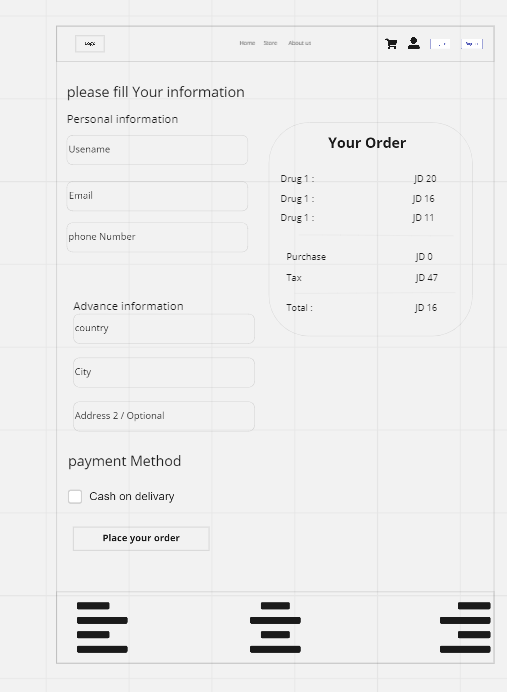 Logo
Home Store About us
please fill Your information
Personal information
Usename
Email
phone Number
Advance information
country
City
Address 2 / Optional
payment Method
Cash on delivery
Place your order
Your Order
Drug 1 : JD 20
Drug 1 : JD 16
Drug 1 : JD 11
Purchase JD 0
Tax JD 47
Total : JD 16